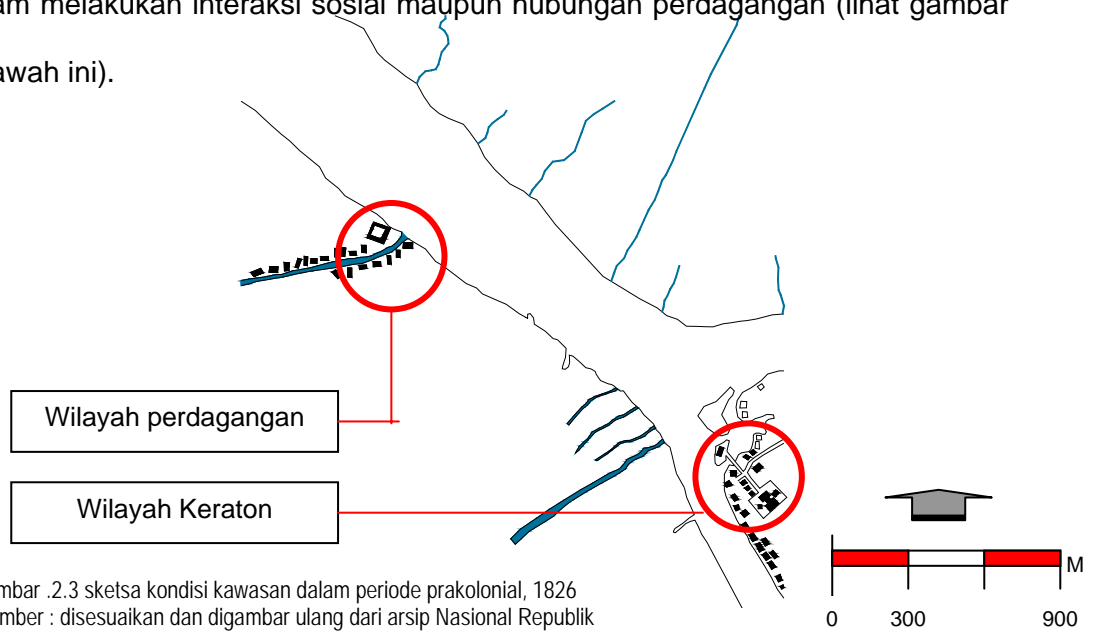 am melakukan interaksi sosial maupun hubungan perdagangan (lihat gambar
awah ini).
Wilayah perdagangan
Wilayah Keraton
M
0 300 900
mbar .2.3 sketsa kondisi kawasan dalam periode prakolonial, 1826
mber : disesuaikan dan digambar ulang dari arsip Nasional Republik